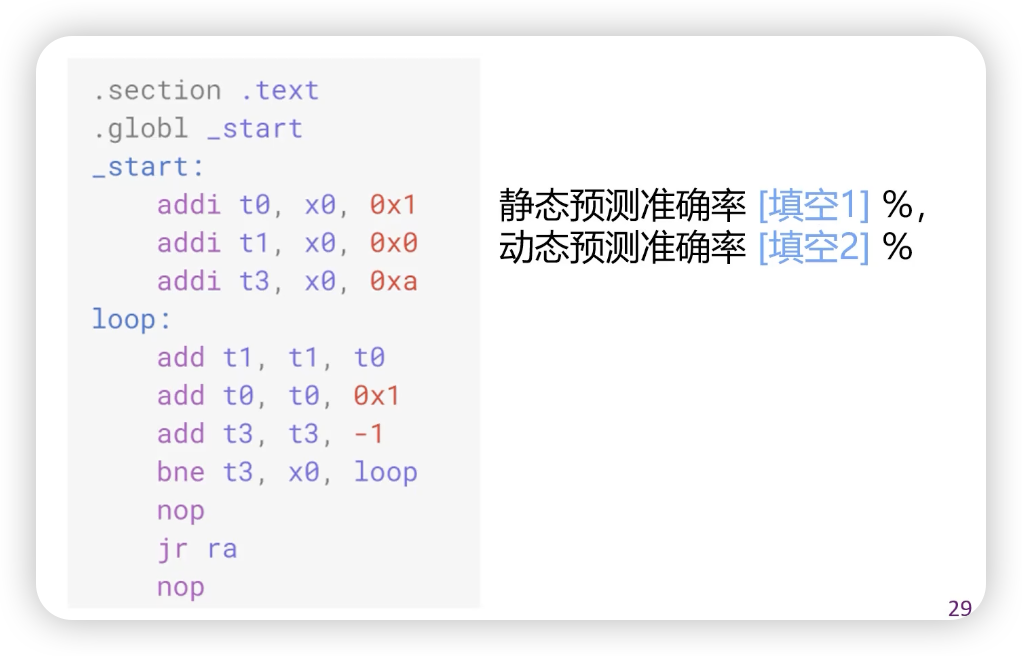 .section .text
.globl _start
_start:
addi t0, x0, 0x1
addi t1, x0, 0x0
addi t3, x0, 0xa
loop:
add t1, t1, t0
add t0, t0, 0x1
add t3, t3, -1
bne t3, x0, loop
nop
jr ra
nop
静态预测准确率 [填空1] %,
动态预测准确率 [填空2] %
29